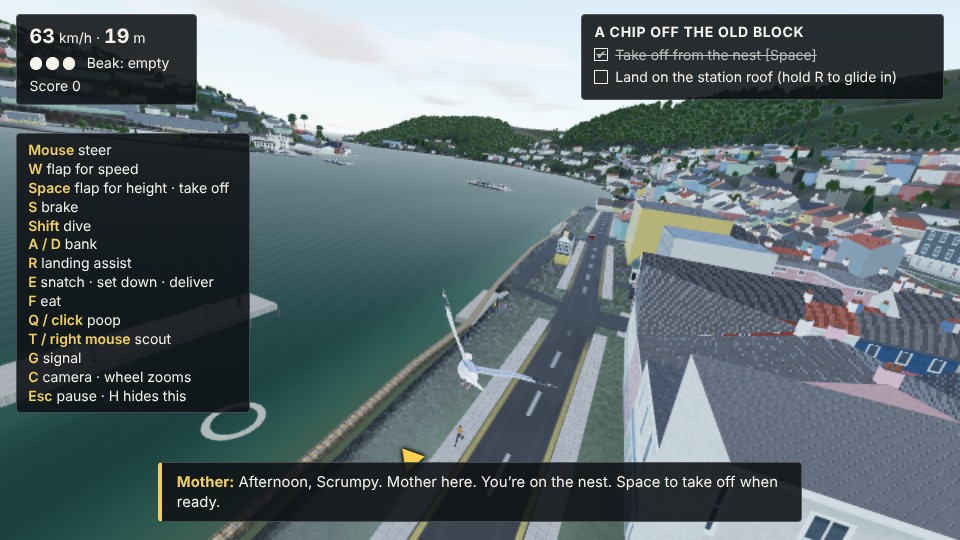 63 km/h · 19 m
Beak: empty
Score 0
A CHIP OFF THE OLD BLOCK
Take off from the nest [Space]
Land on the station roof (hold R to glide in)
Mouse steer
W flap for speed
Space flap for height · take off
S brake
Shift dive
A / D bank
R landing assist
E snatch · set down · deliver
F eat
Q / click poop
T / right mouse scout
G signal
C camera · wheel zooms
Esc pause · H hides this
Mother: Afternoon, Scrumpy. Mother here. You’re on the nest. Space to take off when
ready.